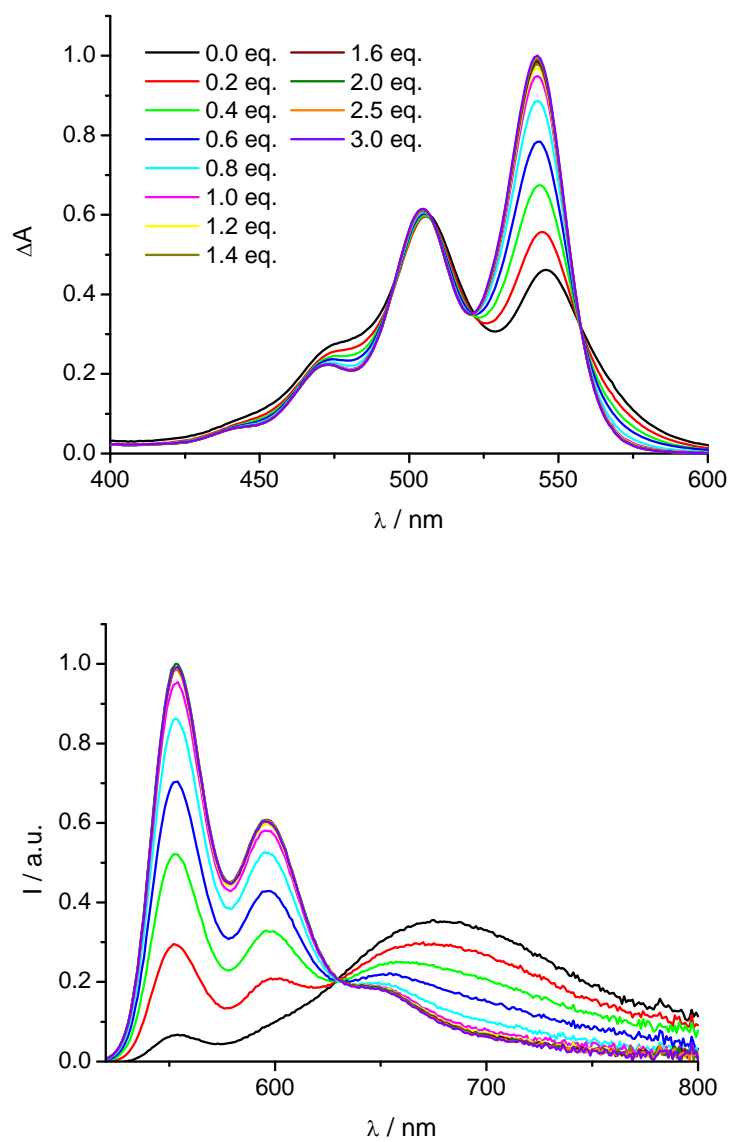 1.0
0.8
0.6
0.4
0.2
0.0
ΔA
0.0 eq.
0.2 eq.
0.4 eq.
0.6 eq.
0.8 eq.
1.0 eq.
1.2 eq.
1.4 eq.
1.6 eq.
2.0 eq.
2.5 eq.
3.0 eq.
400
450
500
550
600
λ / nm
1.0
0.8
0.6
0.4
0.2
0.0
I / a.u.
600
700
800
λ / nm